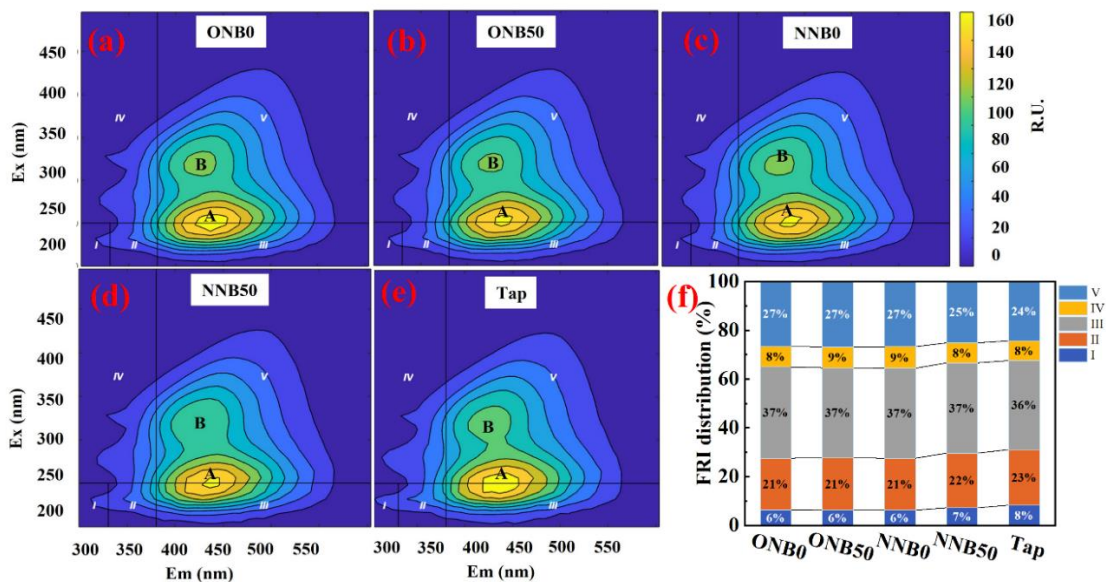 (a) ONB0
(b) ONB50
(c) NNB0
450
400
350
300
250
200
Ex (nm)
IV
V
B
A
I
II
III
IV
V
B
A
I
II
III
IV
V
B
A
I
II
III
160
140
120
100
80
60
40
20
0
R.U.
(d) NNB50
(e) Tap
450
400
350
300
250
200
Ex (nm)
IV
V
B
A
I
II
III
IV
V
B
A
I
II
III
300 350 400 450 500 550
Em (nm)
300 350 400 450 500 550
Em (nm)
(f)
FRI distribution (%)
100
80
60
40
20
0
27% 27% 27% 25% 24%
8% 9% 9% 8% 8%
37% 37% 37% 37% 36%
21% 21% 21% 22% 23%
6% 6% 6% 7% 8%
ONB0 ONB50 NNB0 NNB50 Tap
V
IV
III
II
I